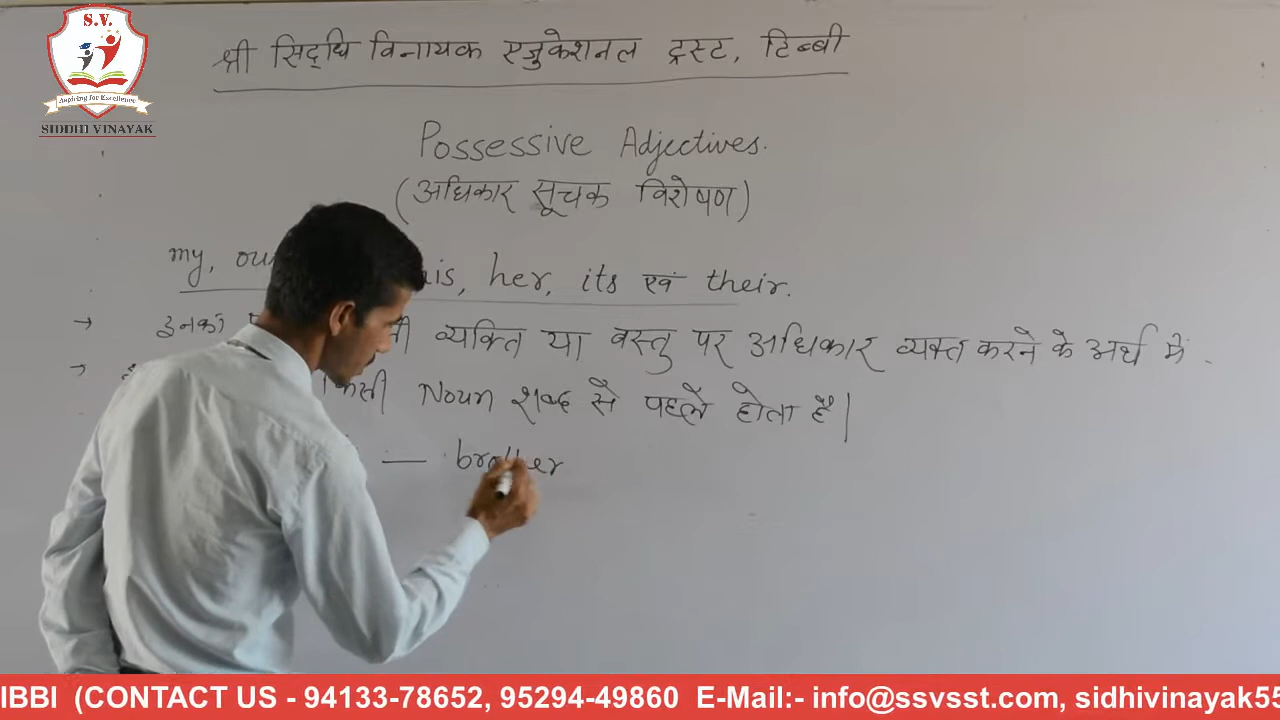 S.V.
Aspiring for Excellence
SIDDHI VINAYAK
श्री सिद्धि विनायक एजुकेशनल ट्रस्ट, टिब्बी
Possessive Adjectives.
(अधिकार सूचक विशेषण)
my, his, her, its एवं their.
→ इनका व्यक्ति या वस्तु पर अधिकार व्यक्त करने के अर्थ में
→ किसी Noun शब्द से पहले होता है।
— brother
IBBI (CONTACT US - 94133-78652, 95294-49860 E-Mail:- info@ssvsst.com, sidhivinayak55